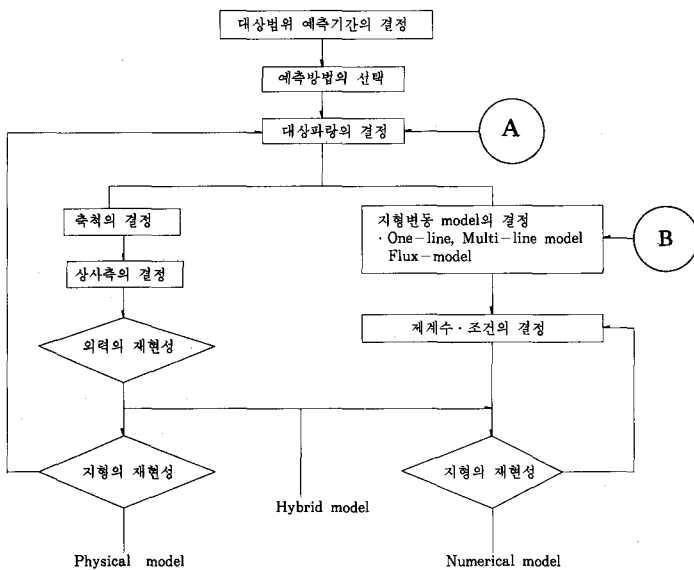 대상범위 예측기간의 결정
예측방법의 선택
대상파랑의 결정
A
축척의 결정
지형변동 model의 결정
· One-line, Multi-line model
Flux-model
B
상사측의 결정
제계수·조건의 결정
외력의 재현성
지형의 재현성
지형의 재현성
Hybrid model
Physical model
Numerical model